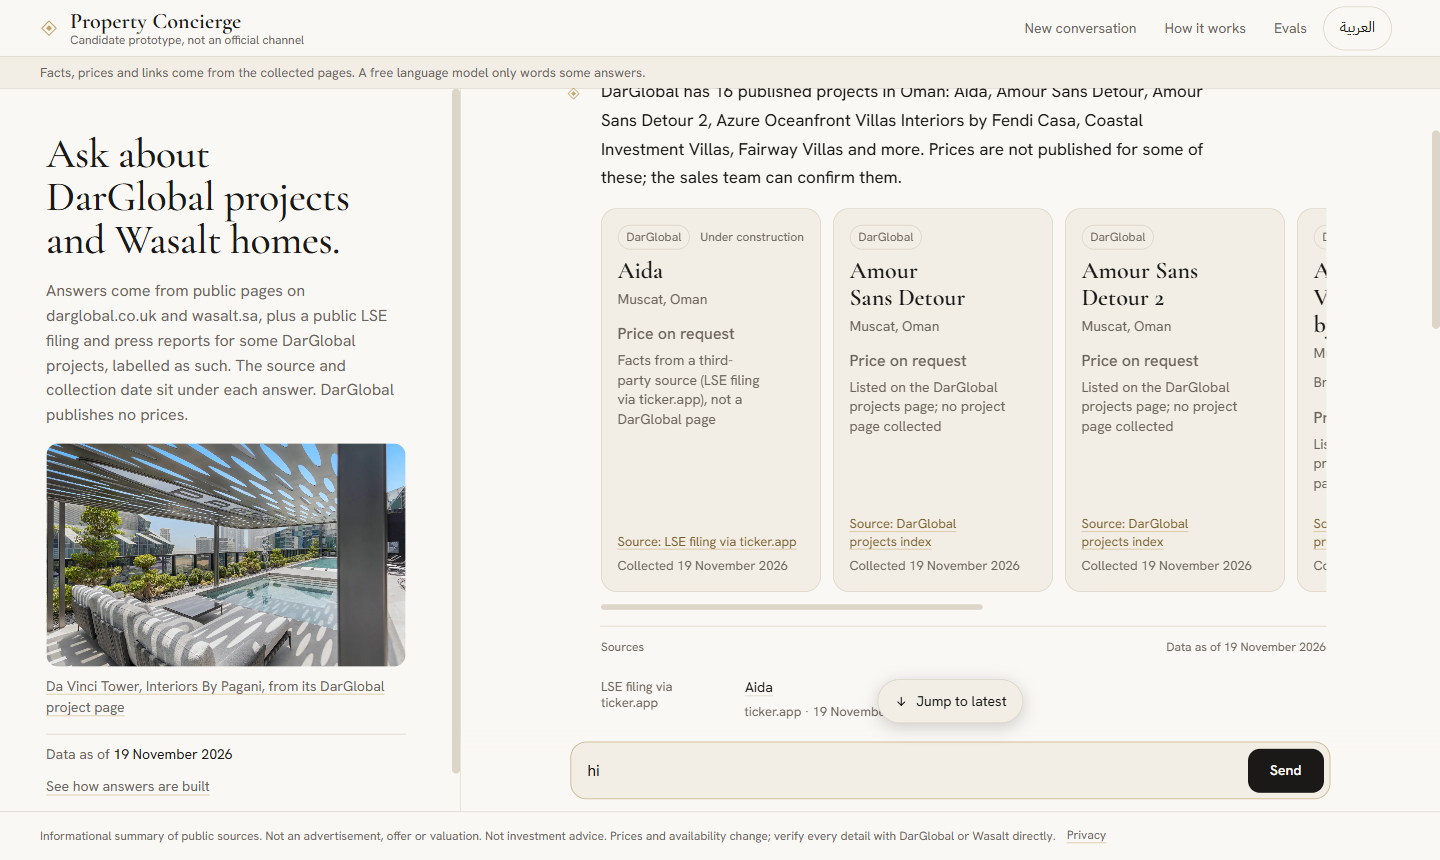 Property Concierge
Candidate prototype, not an official channel
New conversation
How it works
Evals
العربية
Facts, prices and links come from the collected pages. A free language model only words some answers.
Ask about
DarGlobal projects
and Wasalt homes.
Answers come from public pages on
darglobal.co.uk and wasalt.sa, plus a public LSE
filing and press reports for some DarGlobal
projects, labelled as such. The source and
collection date sit under each answer. DarGlobal
publishes no prices.
Da Vinci Tower, Interiors By Pagani, from its DarGlobal
project page
Data as of 19 November 2026
See how answers are built
DarGlobal has 16 published projects in Oman: Aida, Amour Sans Detour, Amour
Sans Detour 2, Azure Oceanfront Villas Interiors by Fendi Casa, Coastal
Investment Villas, Fairway Villas and more. Prices are not published for some of
these; the sales team can confirm them.
DarGlobal
Under construction
Aida
Muscat, Oman
Price on request
Facts from a third-
party source (LSE filing
via ticker.app), not a
DarGlobal page
Source: LSE filing via ticker.app
Collected 19 November 2026
DarGlobal
Amour
Sans Detour
Muscat, Oman
Price on request
Listed on the DarGlobal
projects page; no project
page collected
Source: DarGlobal
projects index
Collected 19 November 2026
DarGlobal
Amour Sans
Detour 2
Muscat, Oman
Price on request
Listed on the DarGlobal
projects page; no project
page collected
Source: DarGlobal
projects index
Collected 19 November 2026
Sources
Data as of 19 November 2026
LSE filing via
ticker.app
Aida
ticker.app · 19 Novembe
↓ Jump to latest
hi
Send
Informational summary of public sources. Not an advertisement, offer or valuation. Not investment advice. Prices and availability change; verify every detail with DarGlobal or Wasalt directly.
Privacy